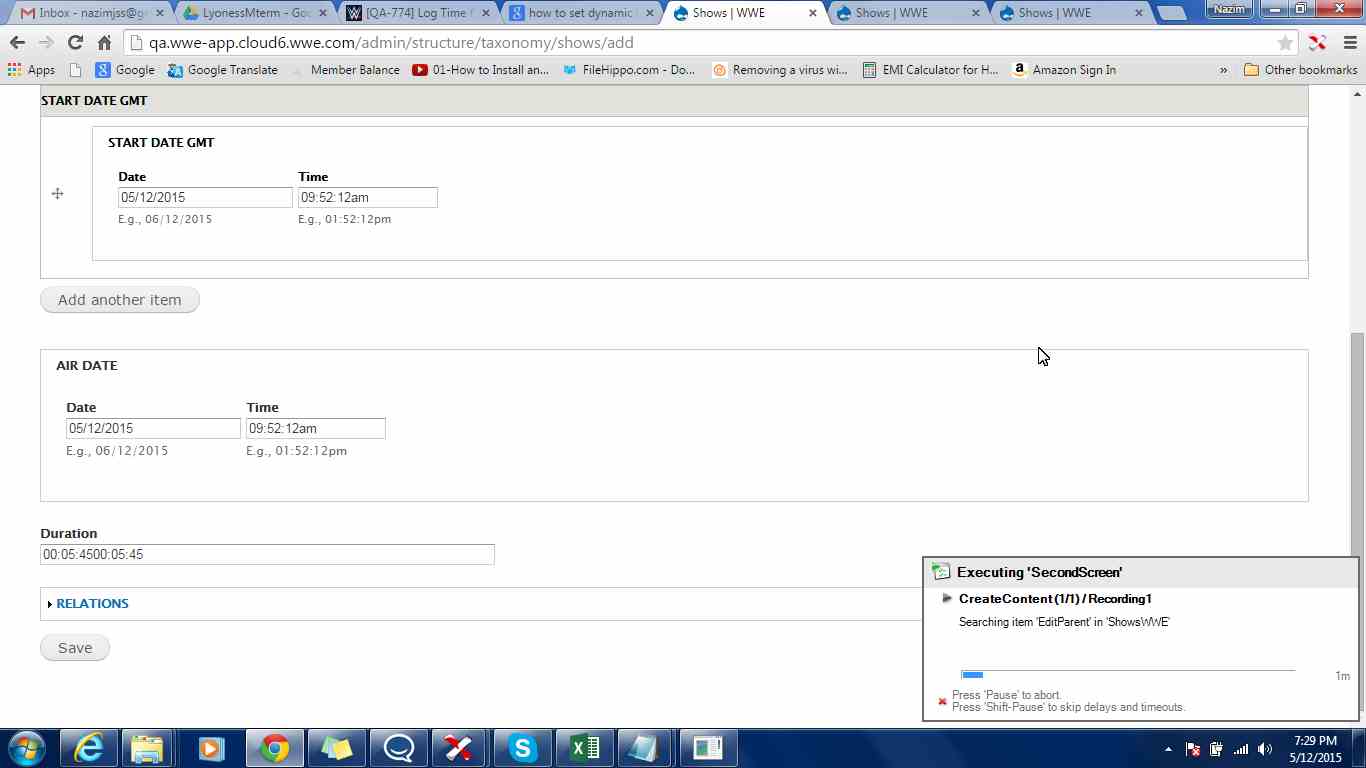 Inbox - nazimjss@g
LyonessMterm - Goo
[QA-774] Log Time f
how to set dynamic
Shows | WWE
Shows | WWE
Shows | WWE
Nazim
qa.wwe-app.cloud6.wwe.com/admin/structure/taxonomy/shows/add
Apps
Google
Google Translate
Member Balance
01-How to Install an...
FileHippo.com - Do...
Removing a virus wi...
EMI Calculator for H...
Amazon Sign In
»
Other bookmarks
START DATE GMT
START DATE GMT
Date Time
05/12/2015 09:52:12am
E.g., 06/12/2015 E.g., 01:52:12pm
Add another item
AIR DATE
Date Time
05/12/2015 09:52:12am
E.g., 06/12/2015 E.g., 01:52:12pm
Duration
00:05:4500:05:45
RELATIONS
Save
Executing 'SecondScreen'
CreateContent (1/1) / Recording1
Searching item 'EditParent' in 'ShowsWWE'
1m
Press 'Pause' to abort.
Press 'Shift-Pause' to skip delays and timeouts.
7:29 PM
5/12/2015